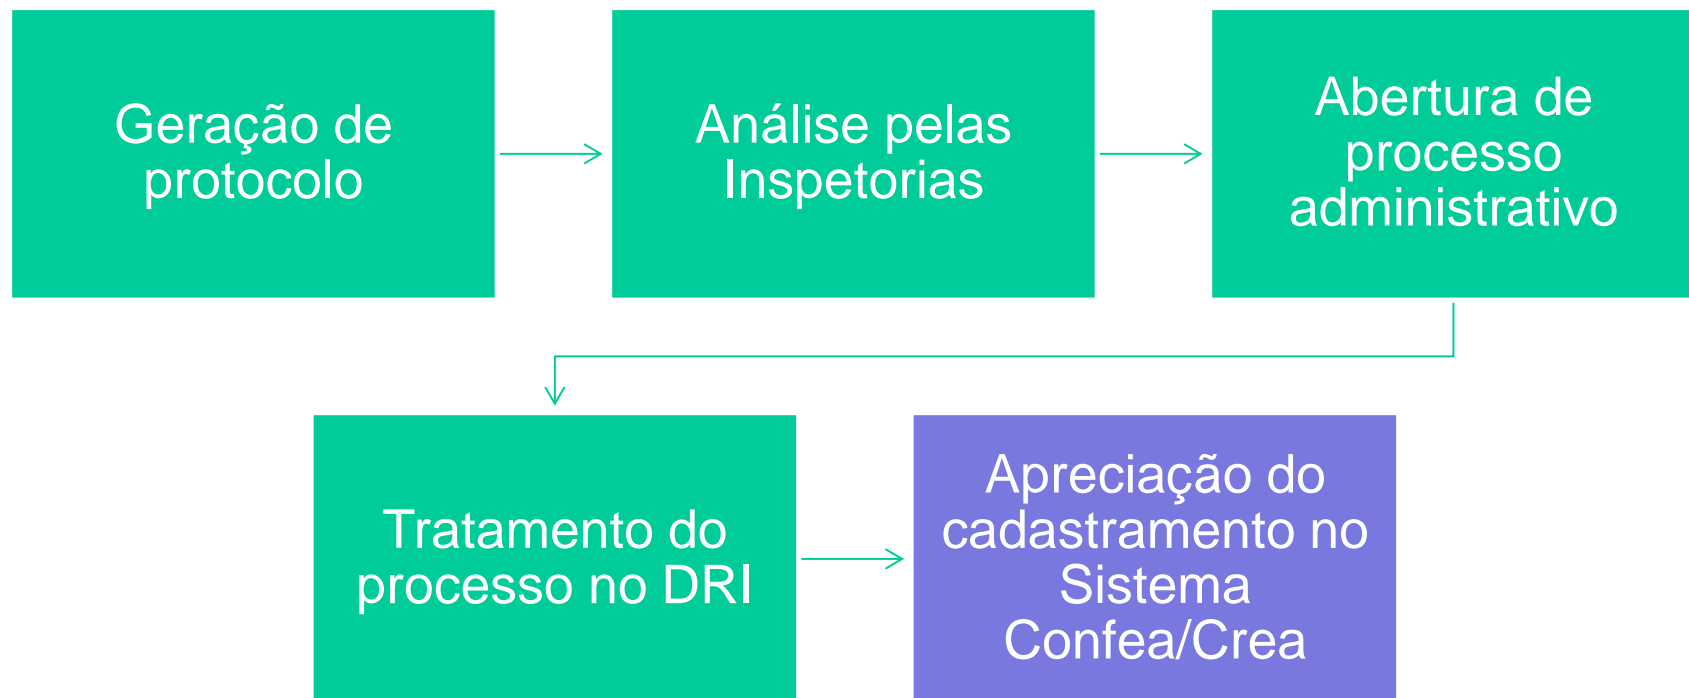 Geração de
protocolo
Análise pelas
Inspetorias
Abertura de
processo
administrativo
Tratamento do
processo no DRI
Apreciação do
cadastramento no
Sistema
Confea/Crea